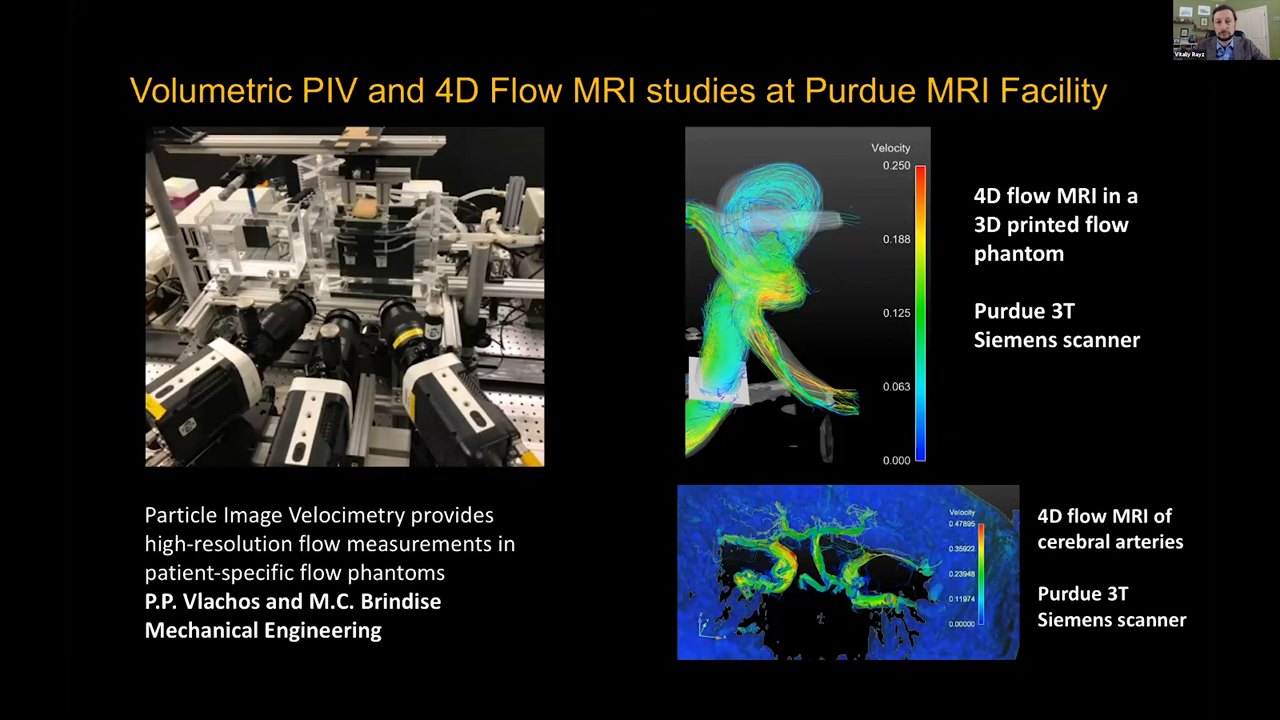 Vitaliy Rayz
Volumetric PIV and 4D Flow MRI studies at Purdue MRI Facility
Velocity
0.250
0.188
0.125
0.063
0.000
4D flow MRI in a
3D printed flow
phantom
Purdue 3T
Siemens scanner
Particle Image Velocimetry provides
high-resolution flow measurements in
patient-specific flow phantoms
P.P. Vlachos and M.C. Brindise
Mechanical Engineering
Velocity
0.47895
0.35922
0.23948
0.11974
0.00000
4D flow MRI of
cerebral arteries
Purdue 3T
Siemens scanner